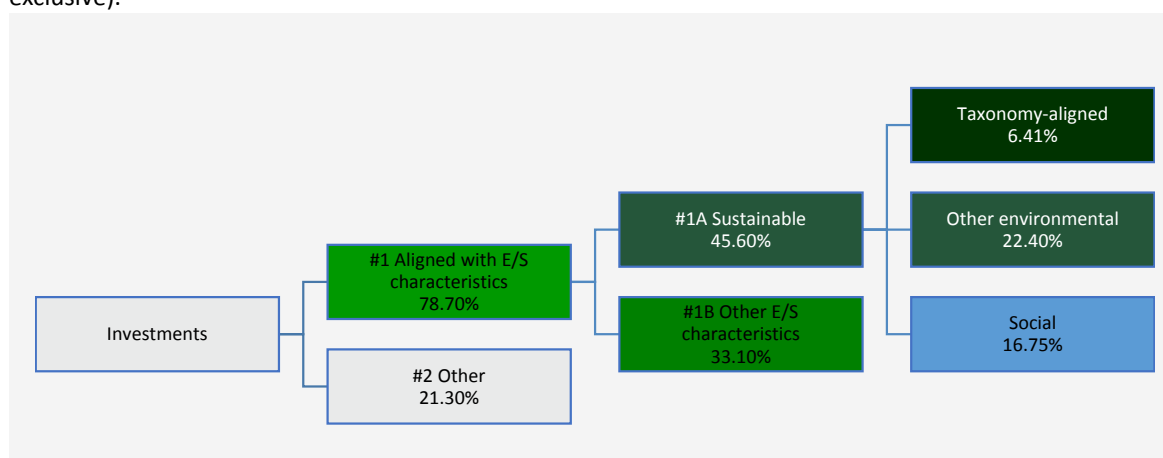 exclusive).
Taxonomy-aligned
6.41%
#1A Sustainable
45.60%
Other environmental
22.40%
#1 Aligned with E/S
characteristics
78.70%
Investments
#1B Other E/S
characteristics
33.10%
Social
16.75%
#2 Other
21.30%